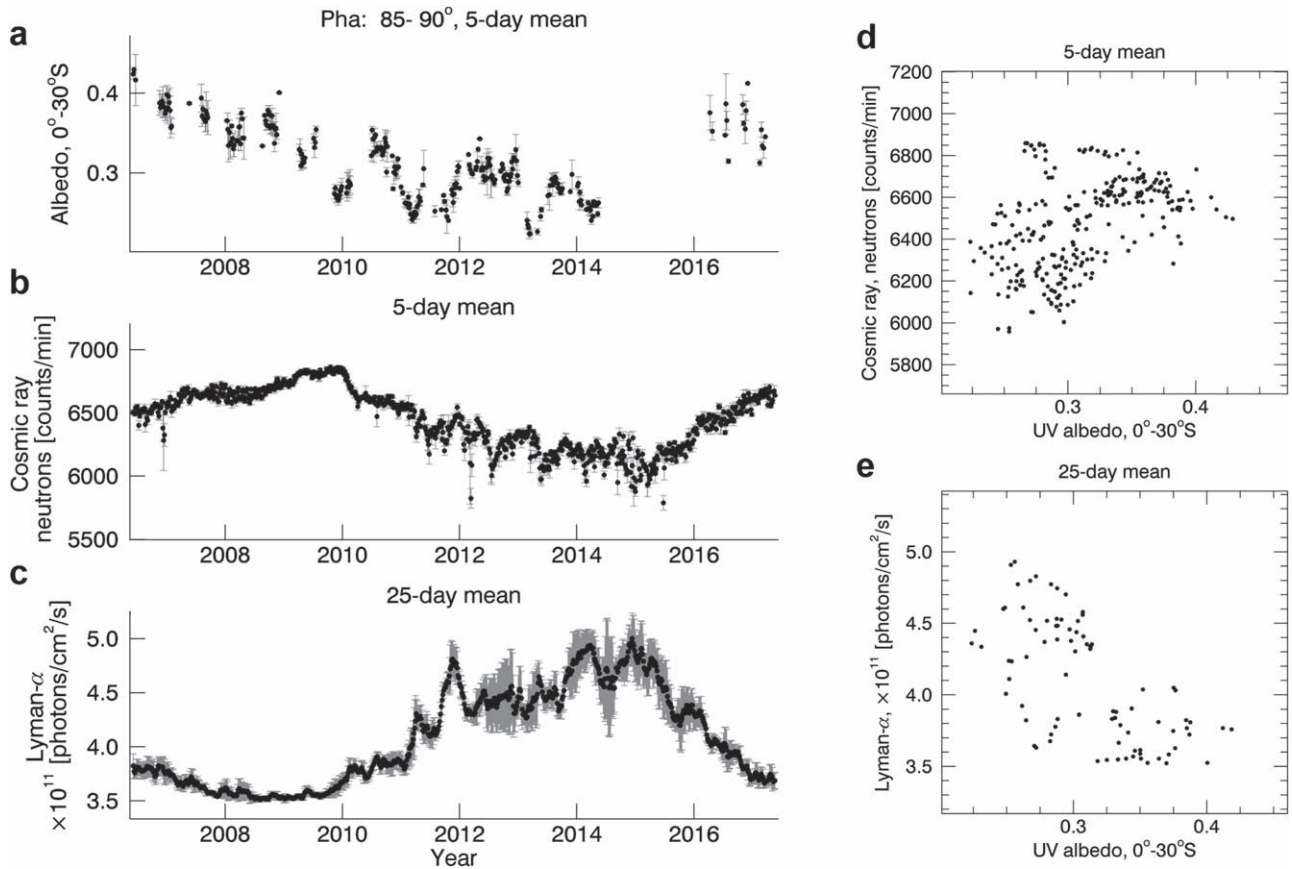 a
Pha: 85- 90°, 5-day mean
Albedo, 0°-30°S
0.4
0.3
2008 2010 2012 2014 2016
b
5-day mean
Cosmic ray
neutrons [counts/min]
7000
6500
6000
5500
2008 2010 2012 2014 2016
c
25-day mean
Lyman-α
×10¹¹ [photons/cm²/s]
5.0
4.5
4.0
3.5
2008 2010 2012 2014 2016
Year
d
5-day mean
Cosmic ray, neutrons [counts/min]
7200
7000
6800
6600
6400
6200
6000
5800
0.3 0.4
UV albedo, 0°-30°S
e
25-day mean
Lyman-α, ×10¹¹ [photons/cm²/s]
5.0
4.5
4.0
3.5
0.3 0.4
UV albedo, 0°-30°S